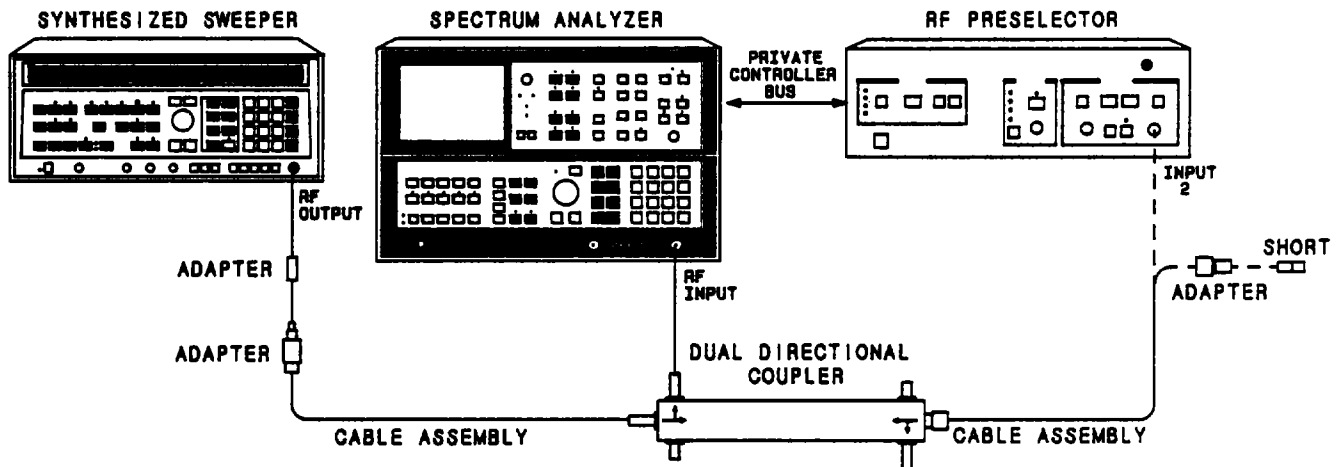 SYNTHESIZED SWEEPER
SPECTRUM ANALYZER
RF PRESELECTOR
PRIVATE
CONTROLLER
BUS
RF
OUTPUT
INPUT
2
ADAPTER
RF
INPUT
SHORT
ADAPTER
ADAPTER
DUAL DIRECTIONAL
COUPLER
CABLE ASSEMBLY
CABLE ASSEMBLY